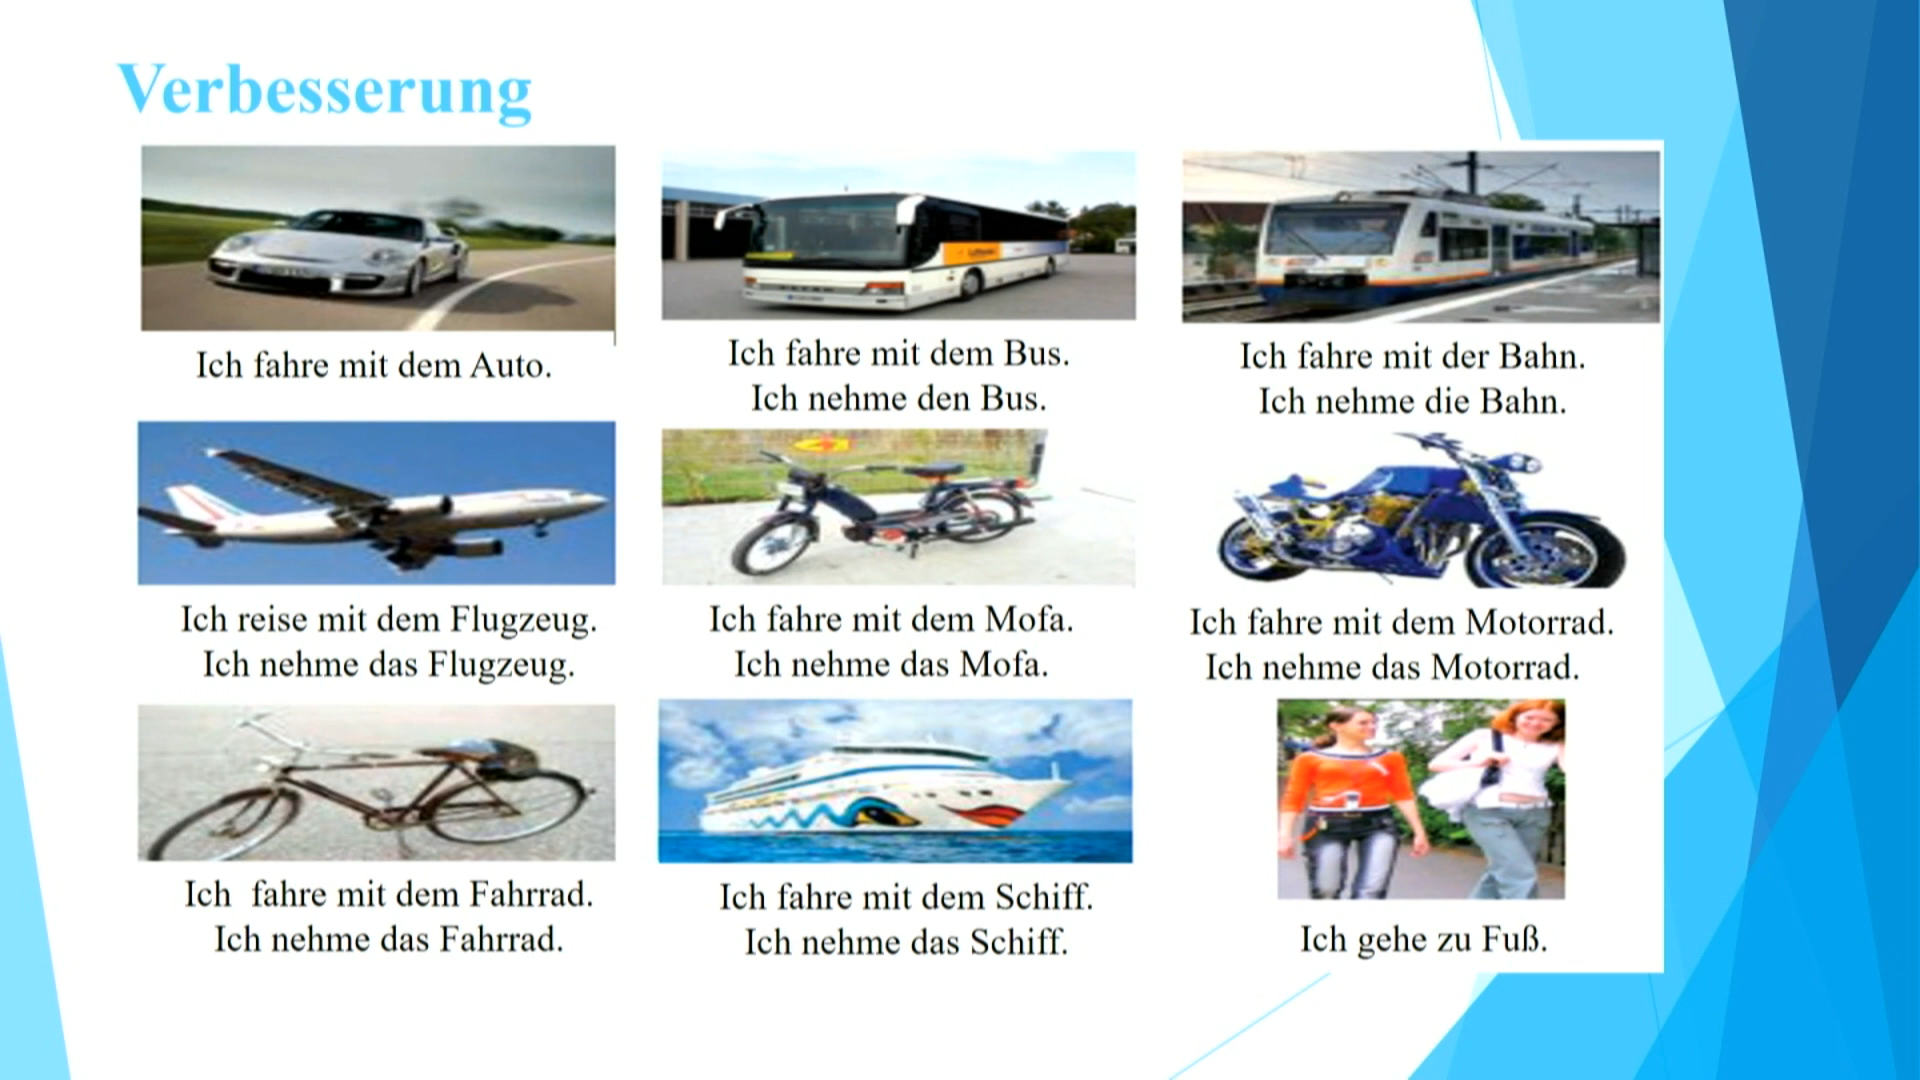 Verbesserung
Ich fahre mit dem Auto.
Ich fahre mit dem Bus.
Ich nehme den Bus.
Ich fahre mit der Bahn.
Ich nehme die Bahn.
Ich reise mit dem Flugzeug.
Ich nehme das Flugzeug.
Ich fahre mit dem Mofa.
Ich nehme das Mofa.
Ich fahre mit dem Motorrad.
Ich nehme das Motorrad.
Ich  fahre mit dem Fahrrad.
Ich nehme das Fahrrad.
Ich fahre mit dem Schiff.
Ich nehme das Schiff.
Ich gehe zu Fuß.